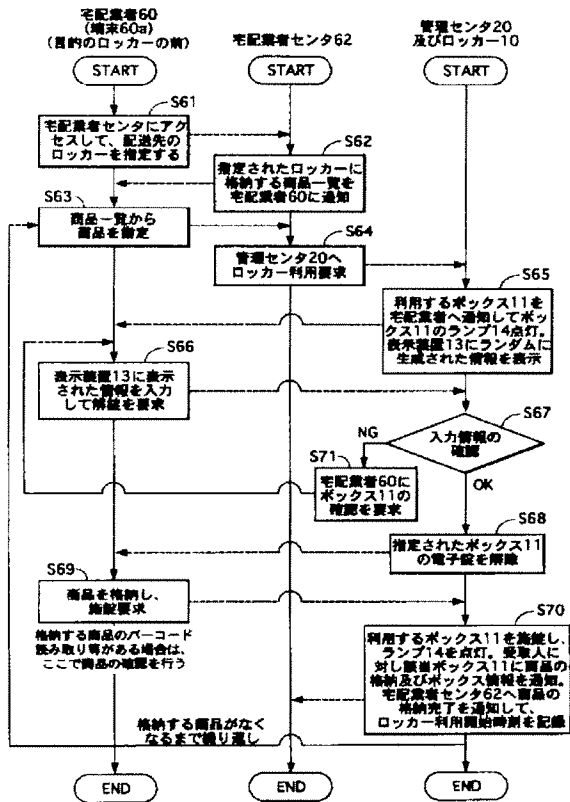 宅配業者60
(端末60a)
(目的のロッカーの前)
宅配業者センタ62
管理センタ20
及びロッカー10
START
START
START
S61
宅配業者センタにアク
セスして、配送先の
ロッカーを指定する
S62
指定されたロッカーに
格納する商品一覧を
宅配業者60に通知
S63
商品一覧から
商品を指定
S64
管理センタ20へ
ロッカー利用要求
S65
利用するボックス11を
宅配業者へ通知してボッ
クス11のランプ14点灯。
表示装置13にランダムに
生成された情報を表示
S66
表示装置13に表示
された情報を入力
して解錠を要求
S67
入力情報の
確認
NG
OK
S71
宅配業者60に
ボックス11の
確認を要求
S68
指定されたボックス11
の電子錠を解除
S69
商品を格納し、
施錠要求
格納する商品のバーコード
読み取り等がある場合は、
ここで商品の確認を行う
S70
利用するボックス11を施錠し、
ランプ14を点灯。受取人に
対し該当ボックス11に商品の
格納及びボックス情報を通知。
宅配業者センタ62へ商品の
格納完了を通知して、
ロッカー利用開始時刻を記録
格納する商品がなく
なるまで繰り返し
END
END
END